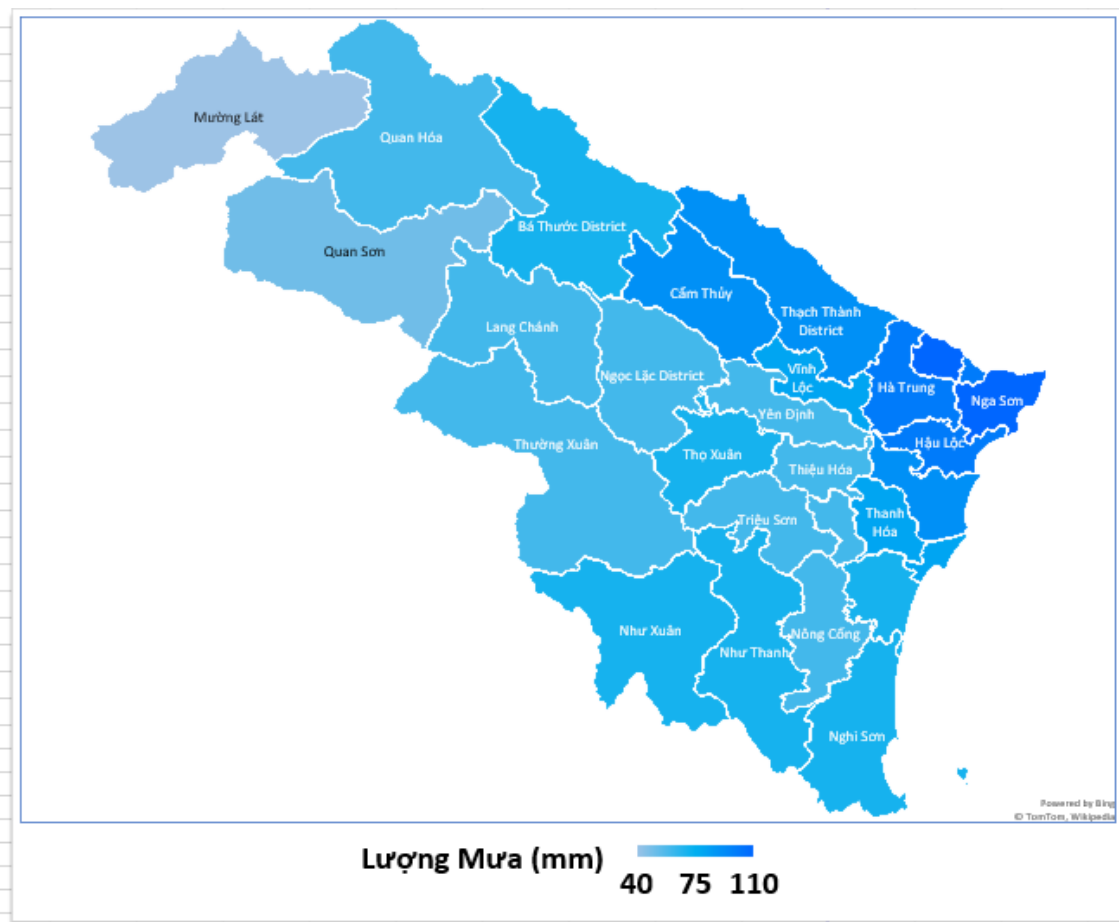 Mường Lát
Quan Hóa
Bá Thước District
Quan Sơn
Cẩm Thủy
Thạch Thành
District
Lang Chánh
Ngọc Lặc District
Vĩnh
Lộc
Hà Trung
Nga Sơn
Yên Định
Thường Xuân
Hậu Lộc
Thọ Xuân
Thiệu Hóa
Triệu Sơn
Thanh
Hóa
Như Xuân
Nông Cống
Như Thanh
Nghi Sơn
Powered by Bing
© TomTom, Wikipedia
Lượng Mưa (mm)
40 75 110